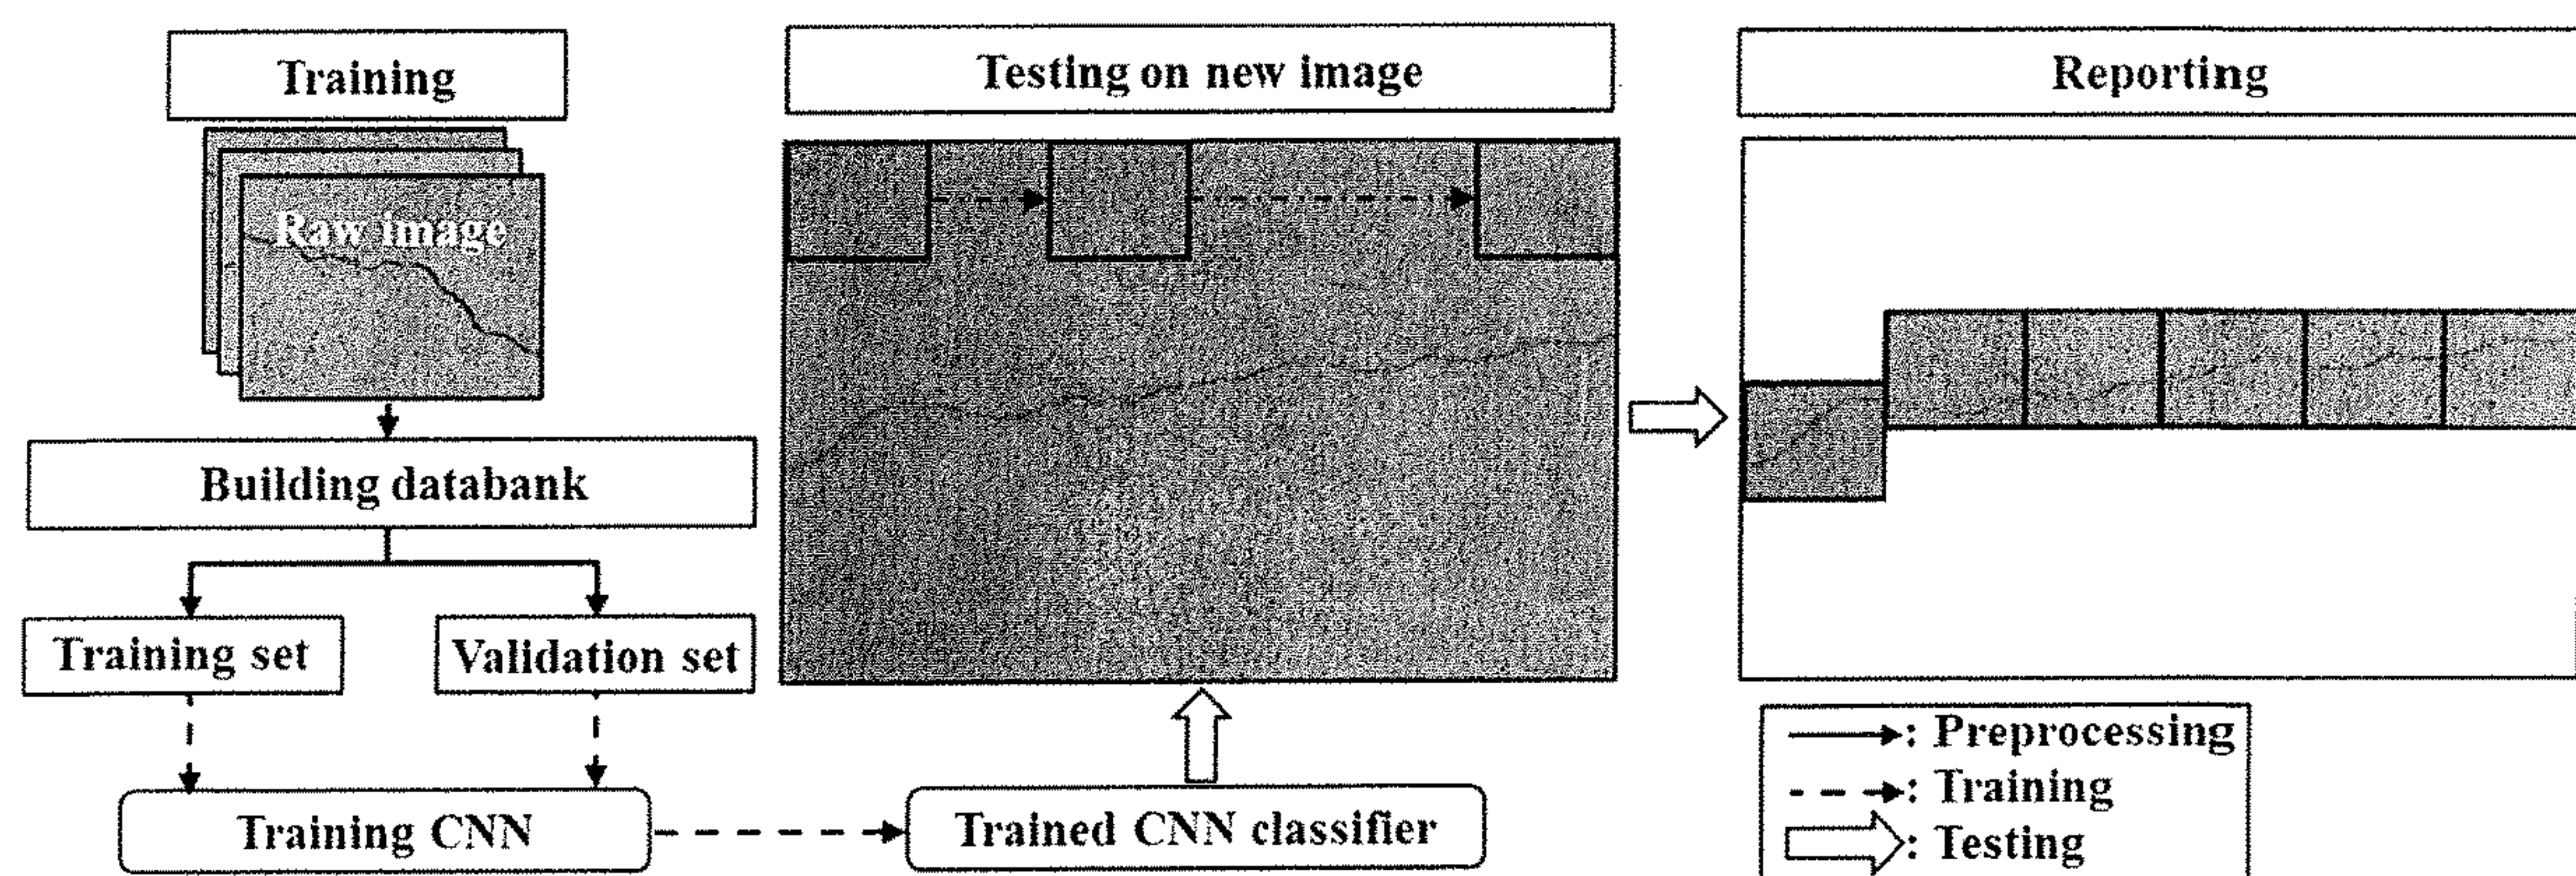 Training
Testing on new image
Reporting
Raw image
Building databank
Training set
Validation set
Training CNN
Trained CNN classifier
: Preprocessing
: Training
: Testing